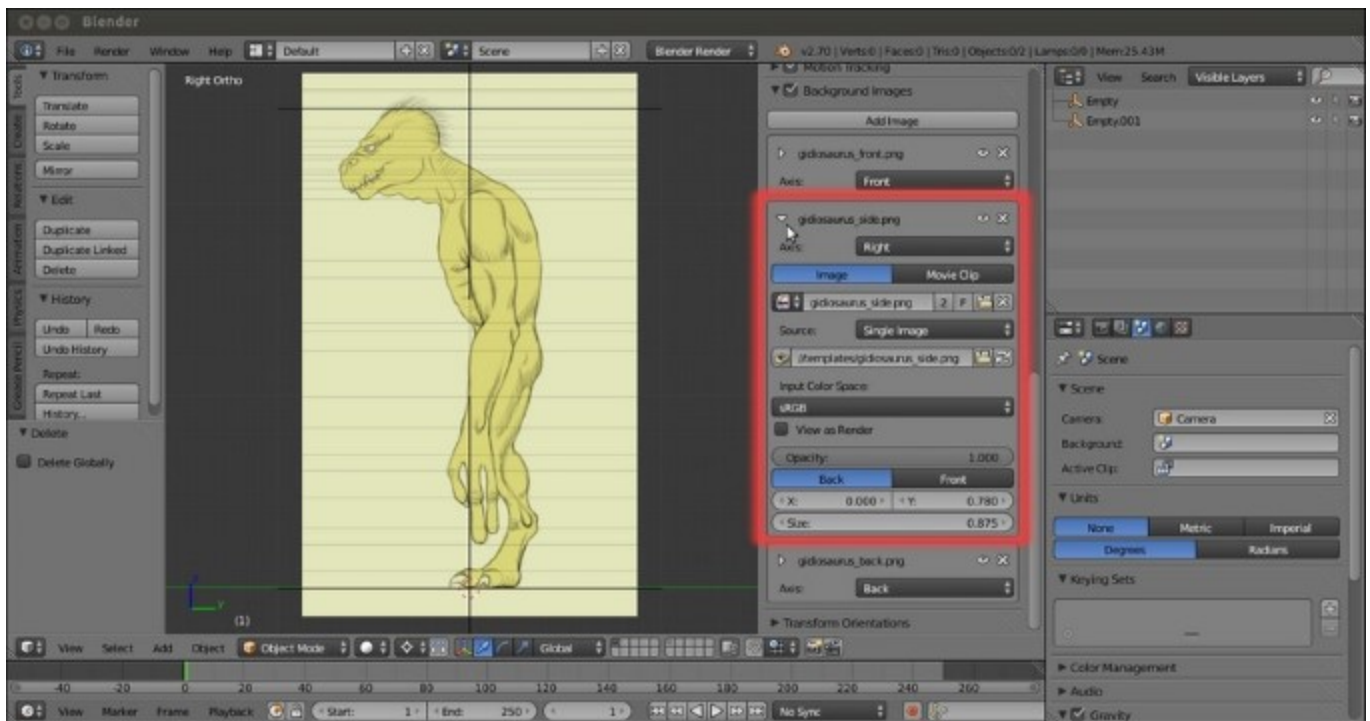 Blender
File Render Window Help Default Scene Blender Render v2.70 | Verts:0 | Faces:0 | Tris:0 | Objects:0/2 | Lamps:0/0 | Mem:25.43M
Tools
Create
Relations
Animation
Physics
Grease Pencil
Transform
Translate
Rotate
Scale
Mirror
Edit
Duplicate
Duplicate Linked
Delete
History
Undo Redo
Undo History
Repeat:
Repeat Last
History...
Delete
Delete Globally
Right Ortho
(1)
Motion Tracking
Background Images
Add Image
gidiosaurus_front.png
Axis: Front
gidiosaurus_side.png
Axis: Right
Image Movie Clip
gidiosaurus_side.png 2 F
Source: Single Image
//templates/gidiosaurus_side.png
Input Color Space:
sRGB
View as Render
Opacity: 1.000
Back Front
X: 0.000 Y: 0.780
Size: 0.875
gidiosaurus_back.png
Axis: Back
Transform Orientations
View Search Visible Layers
Empty
Empty.001
Scene
Scene
Camera: Camera
Background:
Active Clip:
Units
None Metric Imperial
Degrees Radians
Keying Sets
Color Management
Audio
Gravity
View Select Add Object Object Mode Global
-40 -20 0 20 40 60 80 100 120 140 160 180 200 220 240 260
View Marker Frame Playback Start: 1 End: 250 1 No Sync